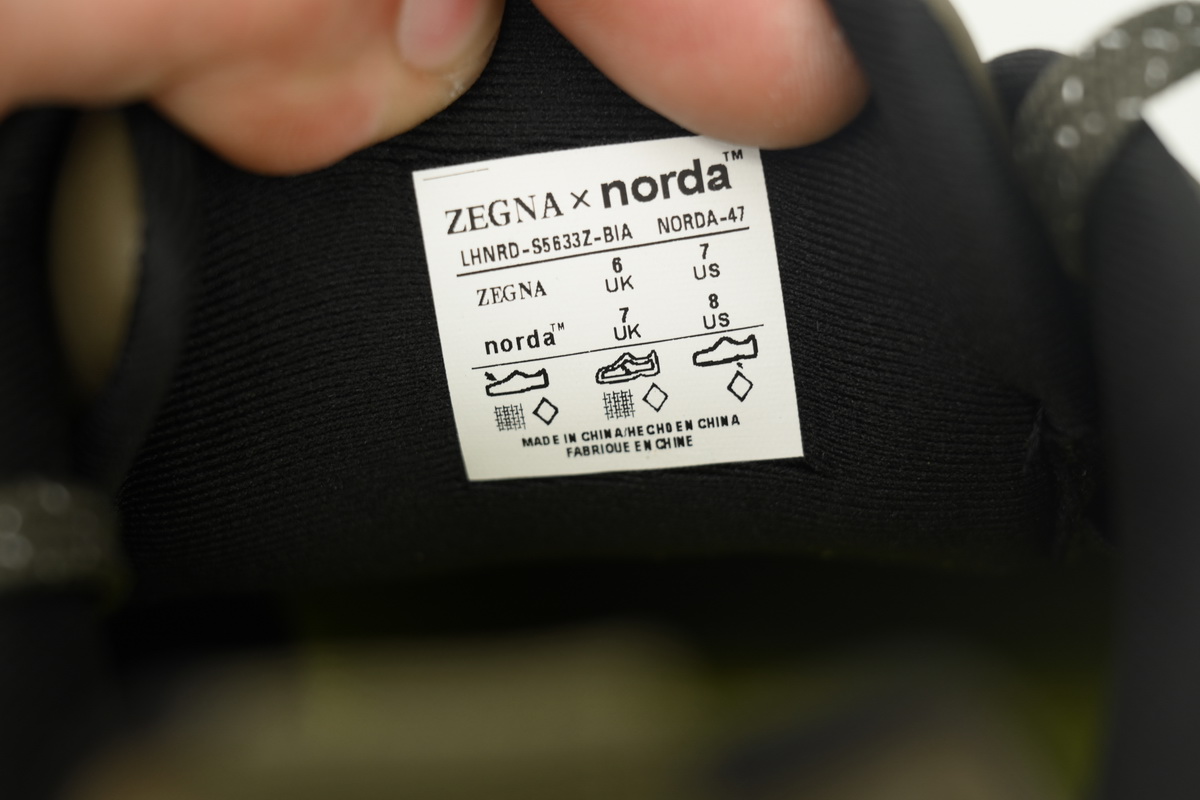 ZEGNA × norda™
LHNRD-S5633Z-BIA NORDA-47
ZEGNA 6 UK 7 US
norda™ 7 UK 8 US
MADE IN CHINA/HECHO EN CHINA
FABRIQUE EN CHINE